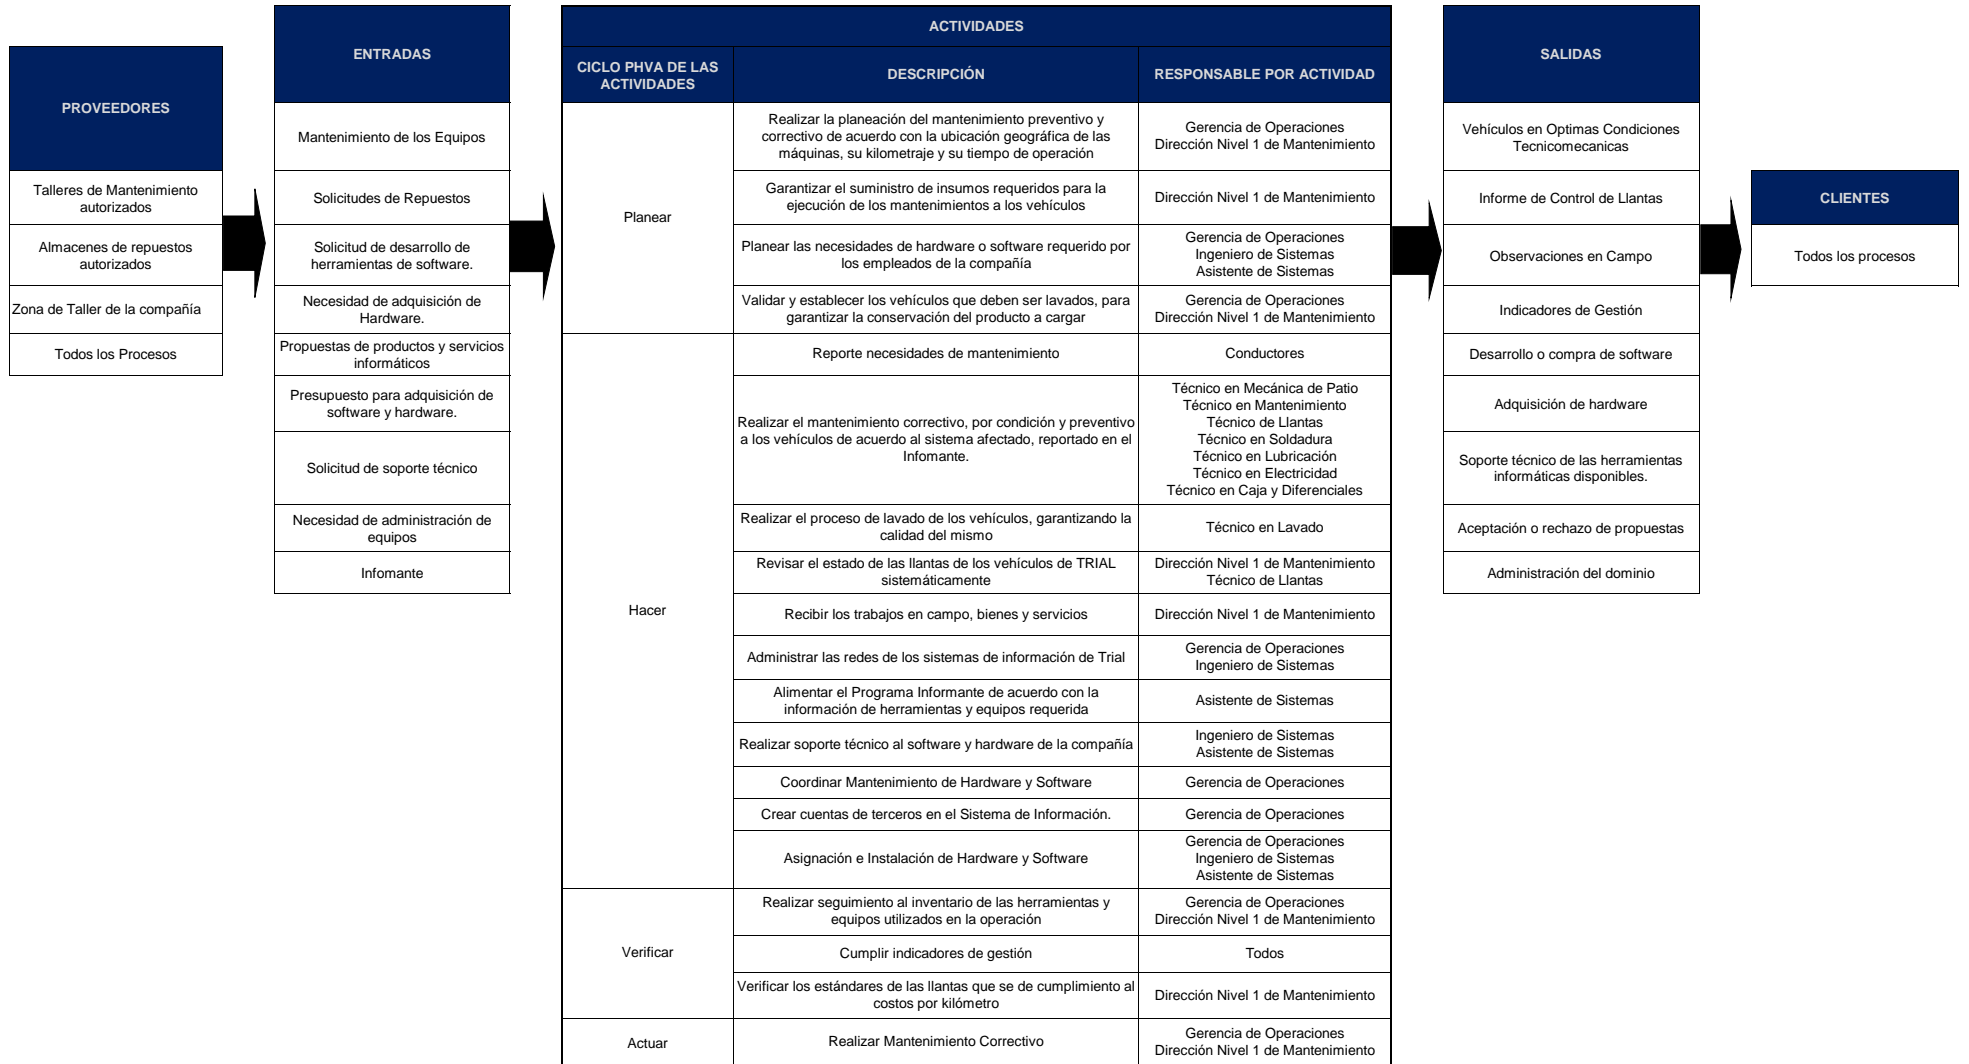 PROVEEDORES
Talleres de Mantenimiento
autorizados
Almacenes de repuestos
autorizados
Zona de Taller de la compañía
Todos los Procesos
ENTRADAS
Mantenimiento de los Equipos
Solicitudes de Repuestos
Solicitud de desarrollo de
herramientas de software.
Necesidad de adquisición de
Hardware.
Propuestas de productos y servicios
informáticos
Presupuesto para adquisición de
software y hardware.
Solicitud de soporte técnico
Necesidad de administración de
equipos
Infomante
ACTIVIDADES
CICLO PHVA DE LAS
ACTIVIDADES
DESCRIPCIÓN
RESPONSABLE POR ACTIVIDAD
Planear
Realizar la planeación del mantenimiento preventivo y
correctivo de acuerdo con la ubicación geográfica de las
máquinas, su kilometraje y su tiempo de operación
Gerencia de Operaciones
Dirección Nivel 1 de Mantenimiento
Garantizar el suministro de insumos requeridos para la
ejecución de los mantenimientos a los vehículos
Dirección Nivel 1 de Mantenimiento
Planear las necesidades de hardware o software requerido por
los empleados de la compañía
Gerencia de Operaciones
Ingeniero de Sistemas
Asistente de Sistemas
Validar y establecer los vehículos que deben ser lavados, para
garantizar la conservación del producto a cargar
Gerencia de Operaciones
Dirección Nivel 1 de Mantenimiento
Hacer
Reporte necesidades de mantenimiento
Conductores
Realizar el mantenimiento correctivo, por condición y preventivo
a los vehículos de acuerdo al sistema afectado, reportado en el
Infomante.
Técnico en Mecánica de Patio
Técnico en Mantenimiento
Técnico de Llantas
Técnico en Soldadura
Técnico en Lubricación
Técnico en Electricidad
Técnico en Caja y Diferenciales
Realizar el proceso de lavado de los vehículos, garantizando la
calidad del mismo
Técnico en Lavado
Revisar el estado de las llantas de los vehículos de TRIAL
sistemáticamente
Dirección Nivel 1 de Mantenimiento
Técnico de Llantas
Recibir los trabajos en campo, bienes y servicios
Dirección Nivel 1 de Mantenimiento
Administrar las redes de los sistemas de información de Trial
Gerencia de Operaciones
Ingeniero de Sistemas
Alimentar el Programa Informante de acuerdo con la
información de herramientas y equipos requerida
Asistente de Sistemas
Realizar soporte técnico al software y hardware de la compañía
Ingeniero de Sistemas
Asistente de Sistemas
Coordinar Mantenimiento de Hardware y Software
Gerencia de Operaciones
Crear cuentas de terceros en el Sistema de Información.
Gerencia de Operaciones
Asignación e Instalación de Hardware y Software
Gerencia de Operaciones
Ingeniero de Sistemas
Asistente de Sistemas
Verificar
Realizar seguimiento al inventario de las herramientas y
equipos utilizados en la operación
Gerencia de Operaciones
Dirección Nivel 1 de Mantenimiento
Cumplir indicadores de gestión
Todos
Verificar los estándares de las llantas que se de cumplimiento al
costos por kilómetro
Dirección Nivel 1 de Mantenimiento
Actuar
Realizar Mantenimiento Correctivo
Gerencia de Operaciones
Dirección Nivel 1 de Mantenimiento
SALIDAS
Vehículos en Optimas Condiciones
Tecnicomecanicas
Informe de Control de Llantas
Observaciones en Campo
Indicadores de Gestión
Desarrollo o compra de software
Adquisición de hardware
Soporte técnico de las herramientas
informáticas disponibles.
Aceptación o rechazo de propuestas
Administración del dominio
CLIENTES
Todos los procesos